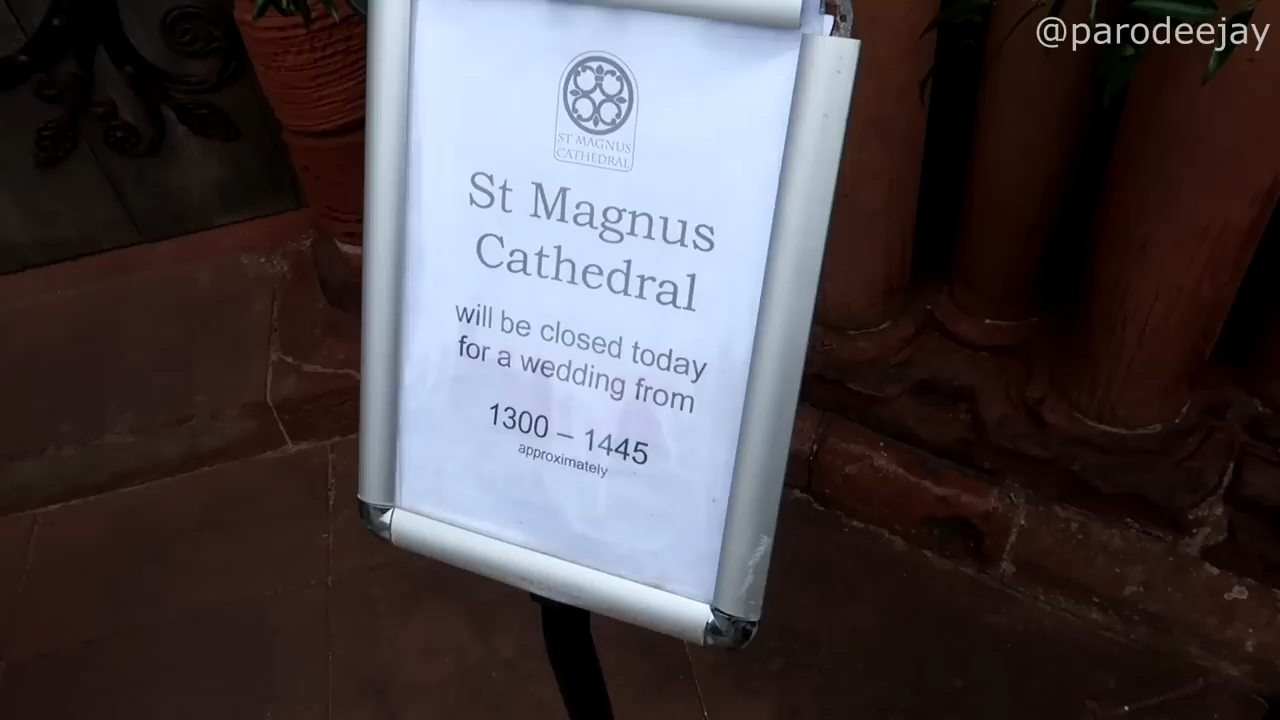 @parodeejay
ST MAGNUS
CATHEDRAL
St Magnus
Cathedral
will be closed today
for a wedding from
1300 – 1445
approximately